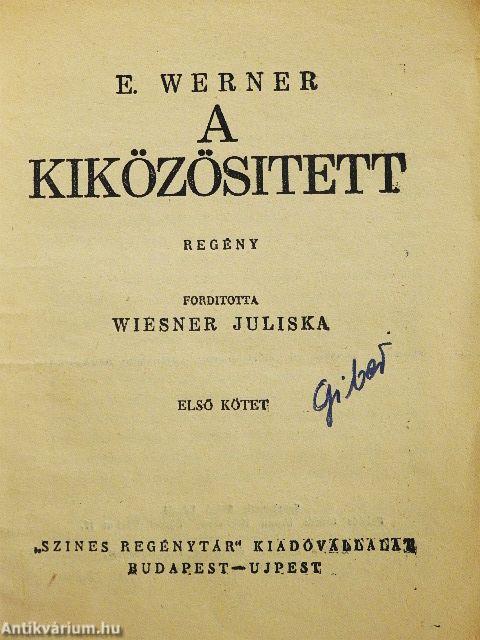 E. WERNER
A
KIKÖZÖSITETT
REGÉNY
FORDITOTTA
WIESNER JULISKA
ELSŐ KÖTET
„SZINES REGÉNYTÁR" KIADÓVÁLLALAT
BUDAPEST—UJPEST
Antikvárium.hu